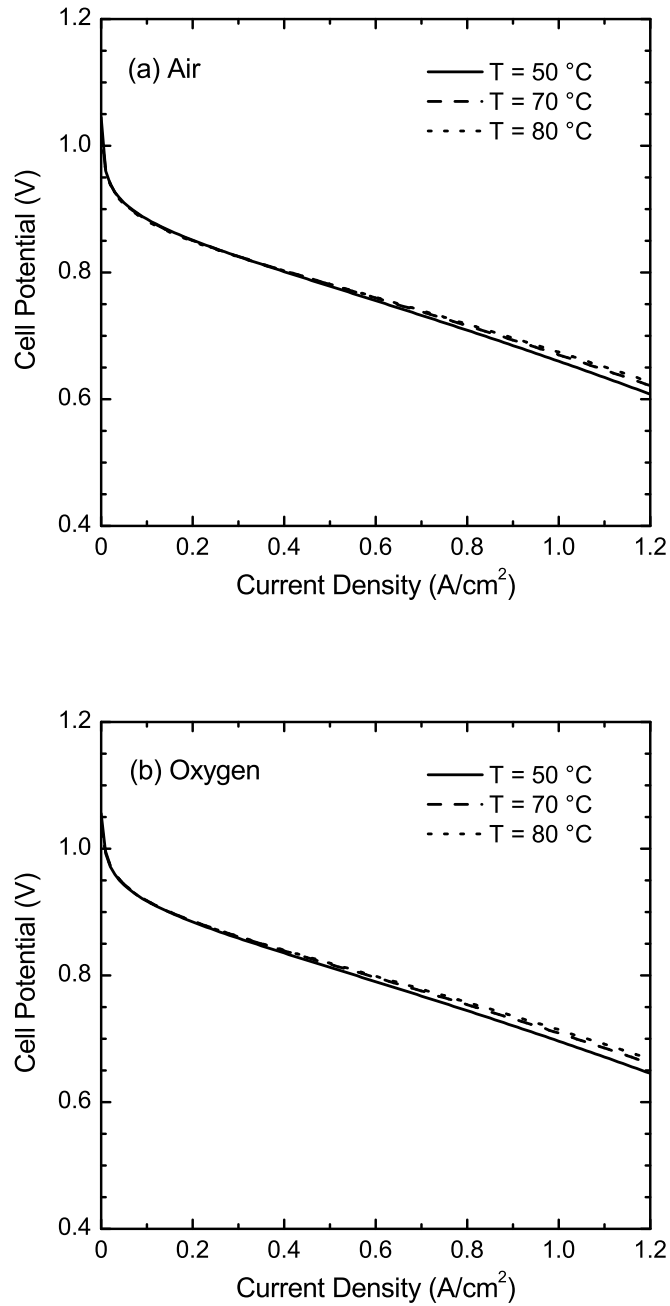 (a) Air
T = 50 °C
T = 70 °C
T = 80 °C
1.2
1.0
0.8
0.6
0.4
Cell Potential (V)
0 0.2 0.4 0.6 0.8 1.0 1.2
Current Density (A/cm²)
(b) Oxygen
T = 50 °C
T = 70 °C
T = 80 °C
1.2
1.0
0.8
0.6
0.4
Cell Potential (V)
0 0.2 0.4 0.6 0.8 1.0 1.2
Current Density (A/cm²)